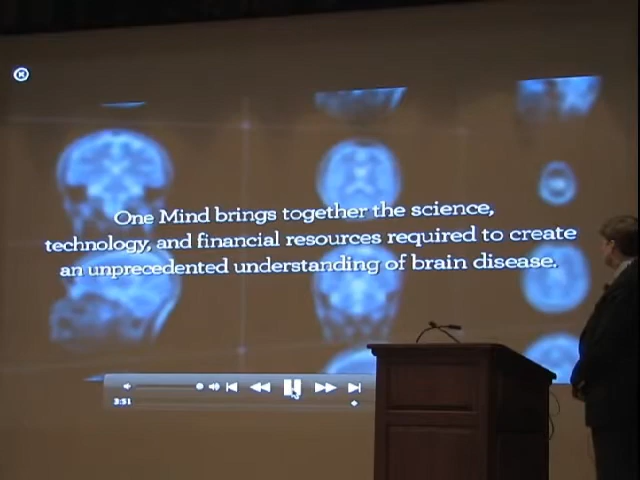 One Mind brings together the science,
technology, and financial resources required to create
an unprecedented understanding of brain disease.
3:51